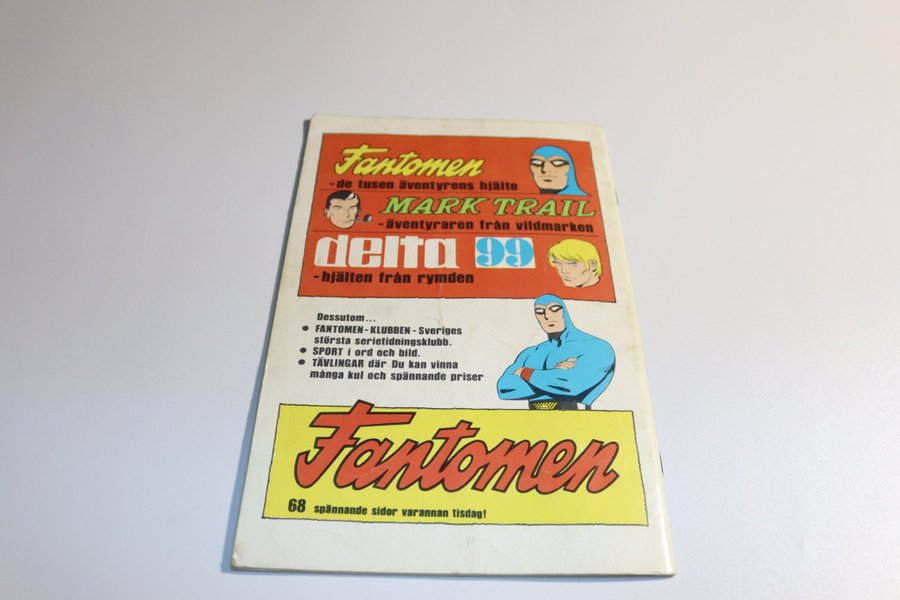 Fantomen
- de tusen äventyrens hjälte
MARK TRAIL
- äventyraren från vildmarken
delta 99
- hjälten från rymden
Dessutom...
● FANTOMEN - KLUBBEN - Sveriges
största serietidningsklubb.
● SPORT i ord och bild.
● TÄVLINGAR där Du kan vinna
många kul och spännande priser
Fantomen
68 spännande sidor varannan tisdag!